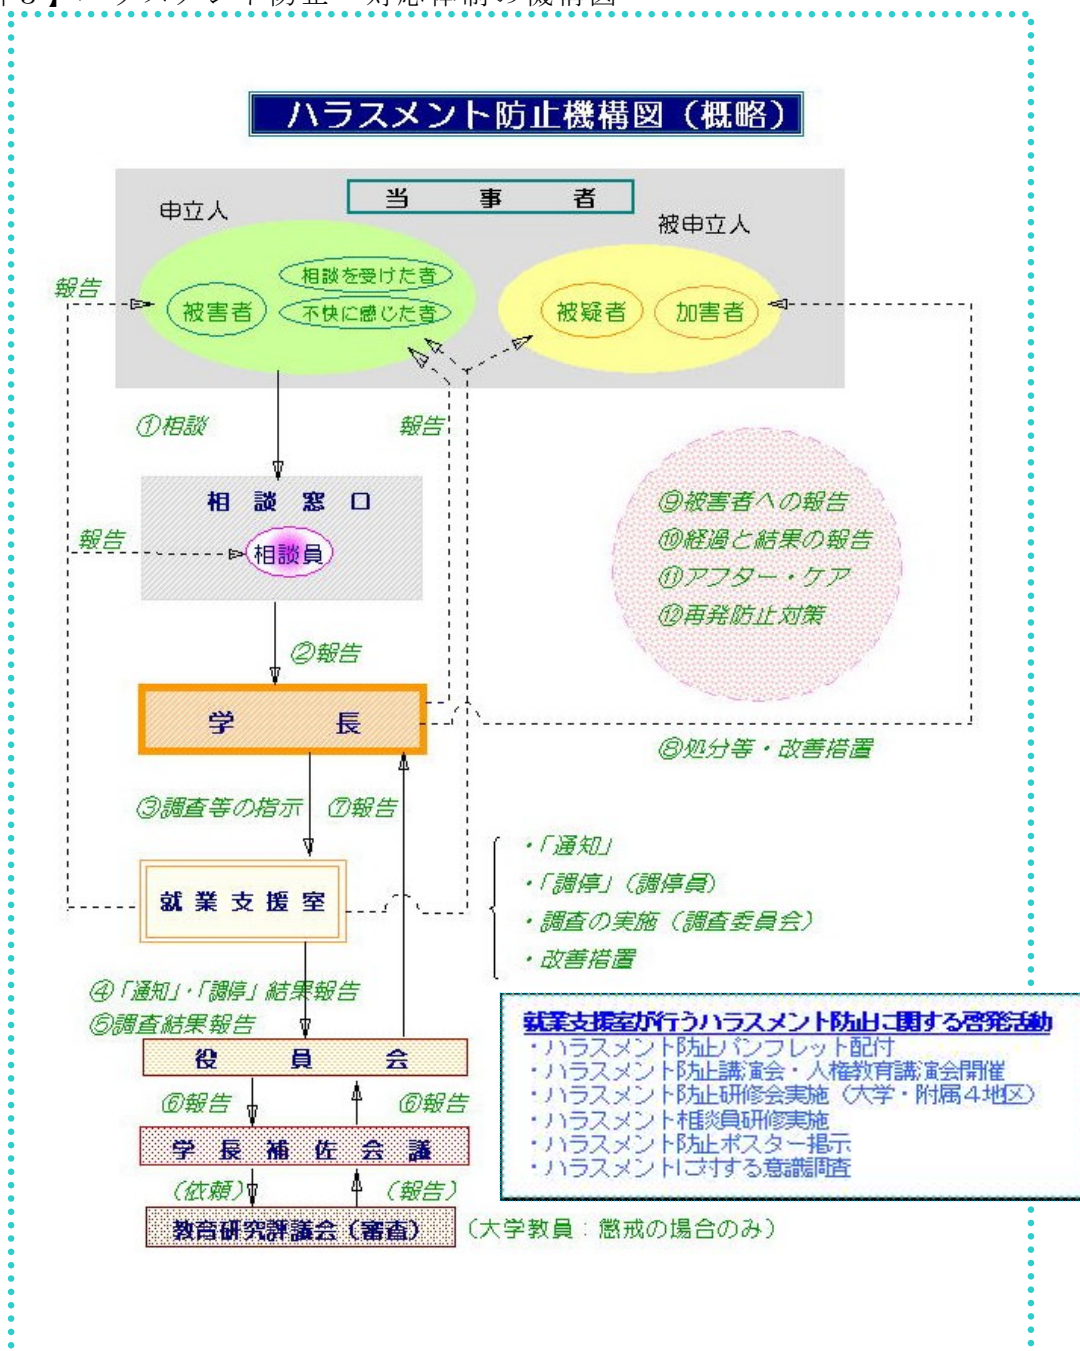 ハラスメント防止機構図（概略）
当事者
申立人
被申立人
相談を受けた者
報告
被害者
不快に感じた者
被疑者
加害者
①相談
報告
相談窓口
報告
相談員
⑨被害者への報告
⑩経過と結果の報告
⑪アフター・ケア
⑫再発防止対策
②報告
学長
⑧処分等・改善措置
③調査等の指示
⑦報告
・「通知」
・「調停」（調停員）
・調査の実施（調査委員会）
・改善措置
就業支援室
④「通知」・「調停」結果報告
⑤調査結果報告
役員会
⑥報告
⑥報告
学長補佐会議
（依頼）
（報告）
教育研究評議会（審査）
（大学教員：懲戒の場合のみ）
就業支援室が行うハラスメント防止に関する啓発活動
・ハラスメント防止パンフレット配付
・ハラスメント防止講演会・人権教育講演会開催
・ハラスメント防止研修会実施（大学・附属４地区）
・ハラスメント相談員研修実施
・ハラスメント防止ポスター掲示
・ハラスメントに対する意識調査